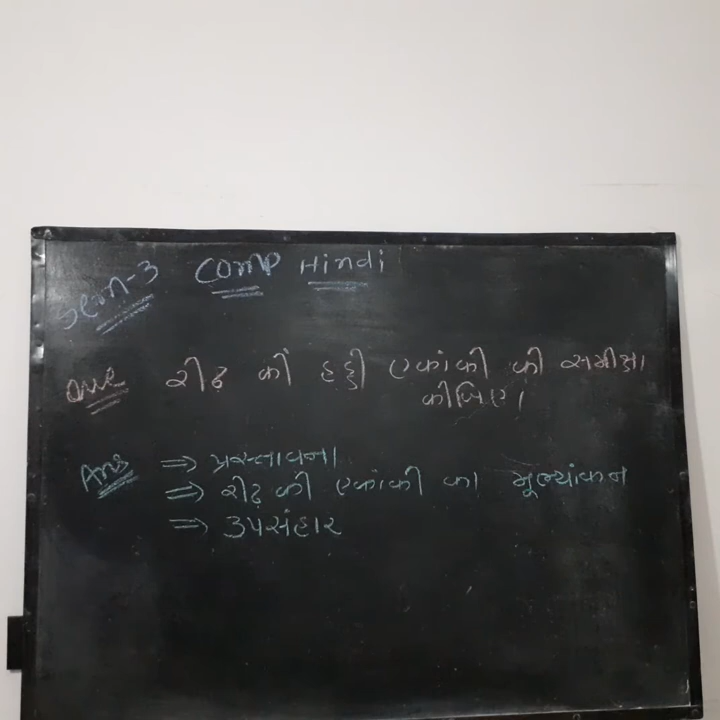 Sem-3 Comp Hindi
Que रीढ़ की हड्डी एकांकी की समीक्षा
कीजिए।
Ans ⇒ प्रस्तावना
⇒ रीढ़ की एकांकी का मूल्यांकन
⇒ उपसंहार